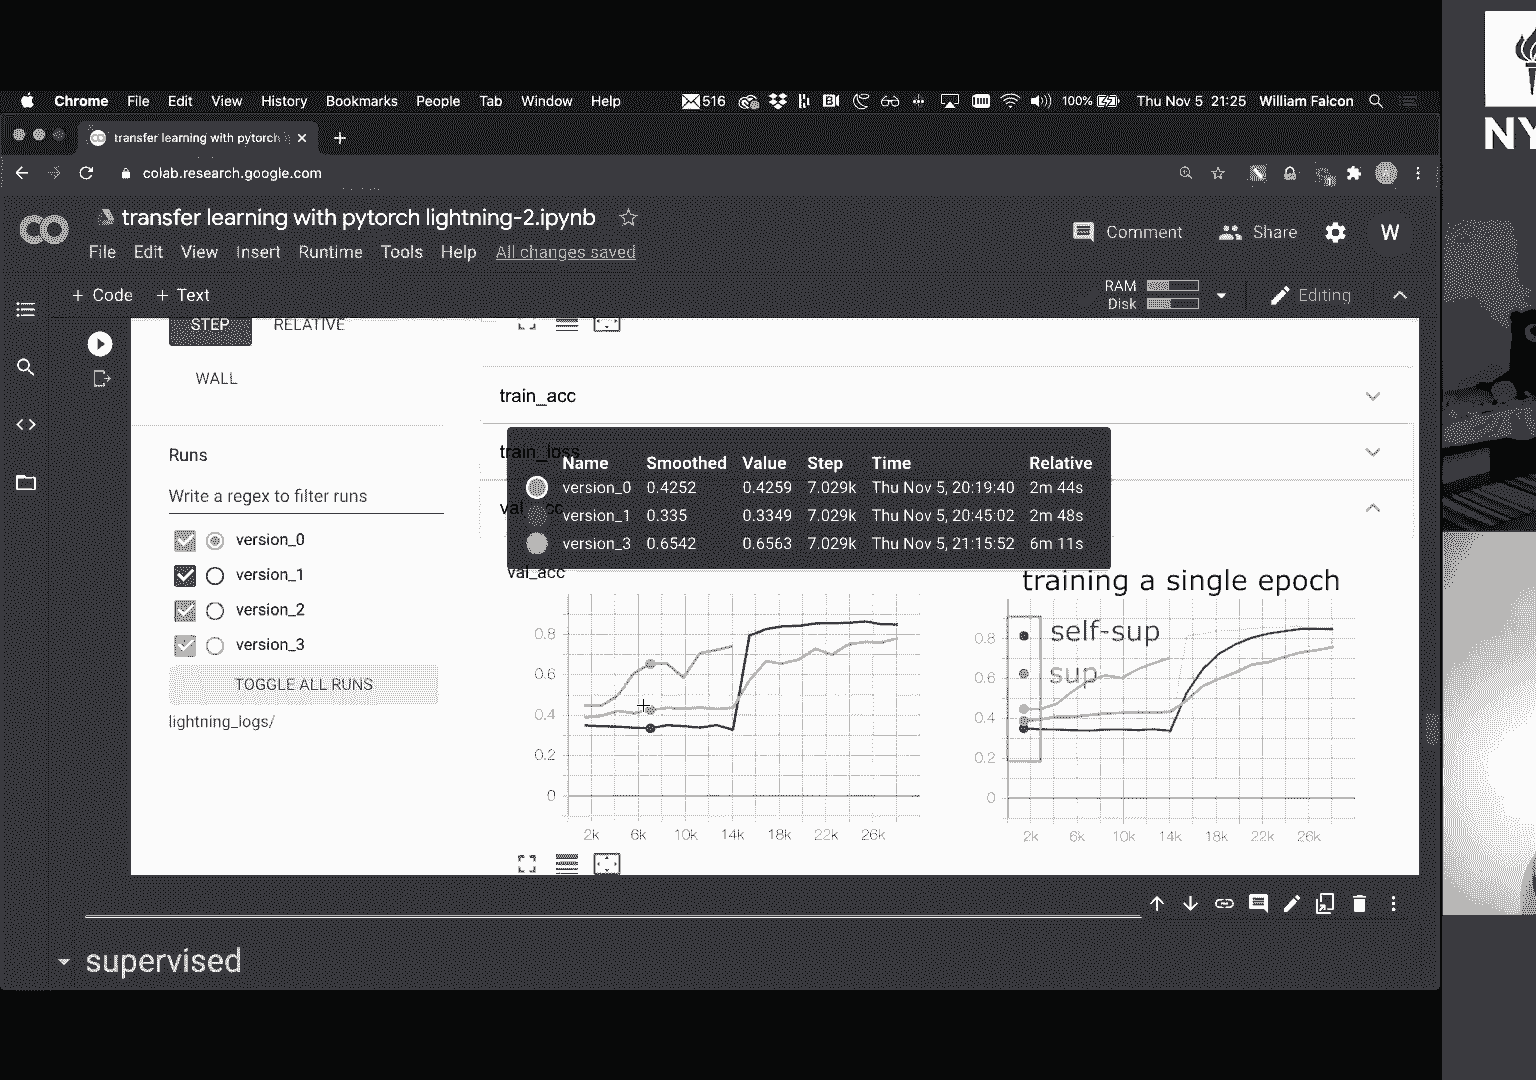 Chrome File Edit View History Bookmarks People Tab Window Help 516 100% Thu Nov 5 21:25 William Falcon
NY
transfer learning with pytorch
colab.research.google.com
transfer learning with pytorch lightning-2.ipynb
Comment Share W
File Edit View Insert Runtime Tools Help All changes saved
+ Code + Text
RAM
Disk
Editing
STEP RELATIVE
WALL
train_acc
train_loss
Runs
Write a regex to filter runs
version_0
version_1
version_2
version_3
TOGGLE ALL RUNS
lightning_logs/
Name Smoothed Value Step Time Relative
version_0 0.4252 0.4259 7.029k Thu Nov 5, 20:19:40 2m 44s
version_1 0.335 0.3349 7.029k Thu Nov 5, 20:45:02 2m 48s
version_3 0.6542 0.6563 7.029k Thu Nov 5, 21:15:52 6m 11s
val_acc
0.8
0.6
0.4
0.2
0
2k 6k 10k 14k 18k 22k 26k
training a single epoch
self-sup
sup
0.8
0.6
0.4
0.2
0
2k 6k 10k 14k 18k 22k 26k
supervised